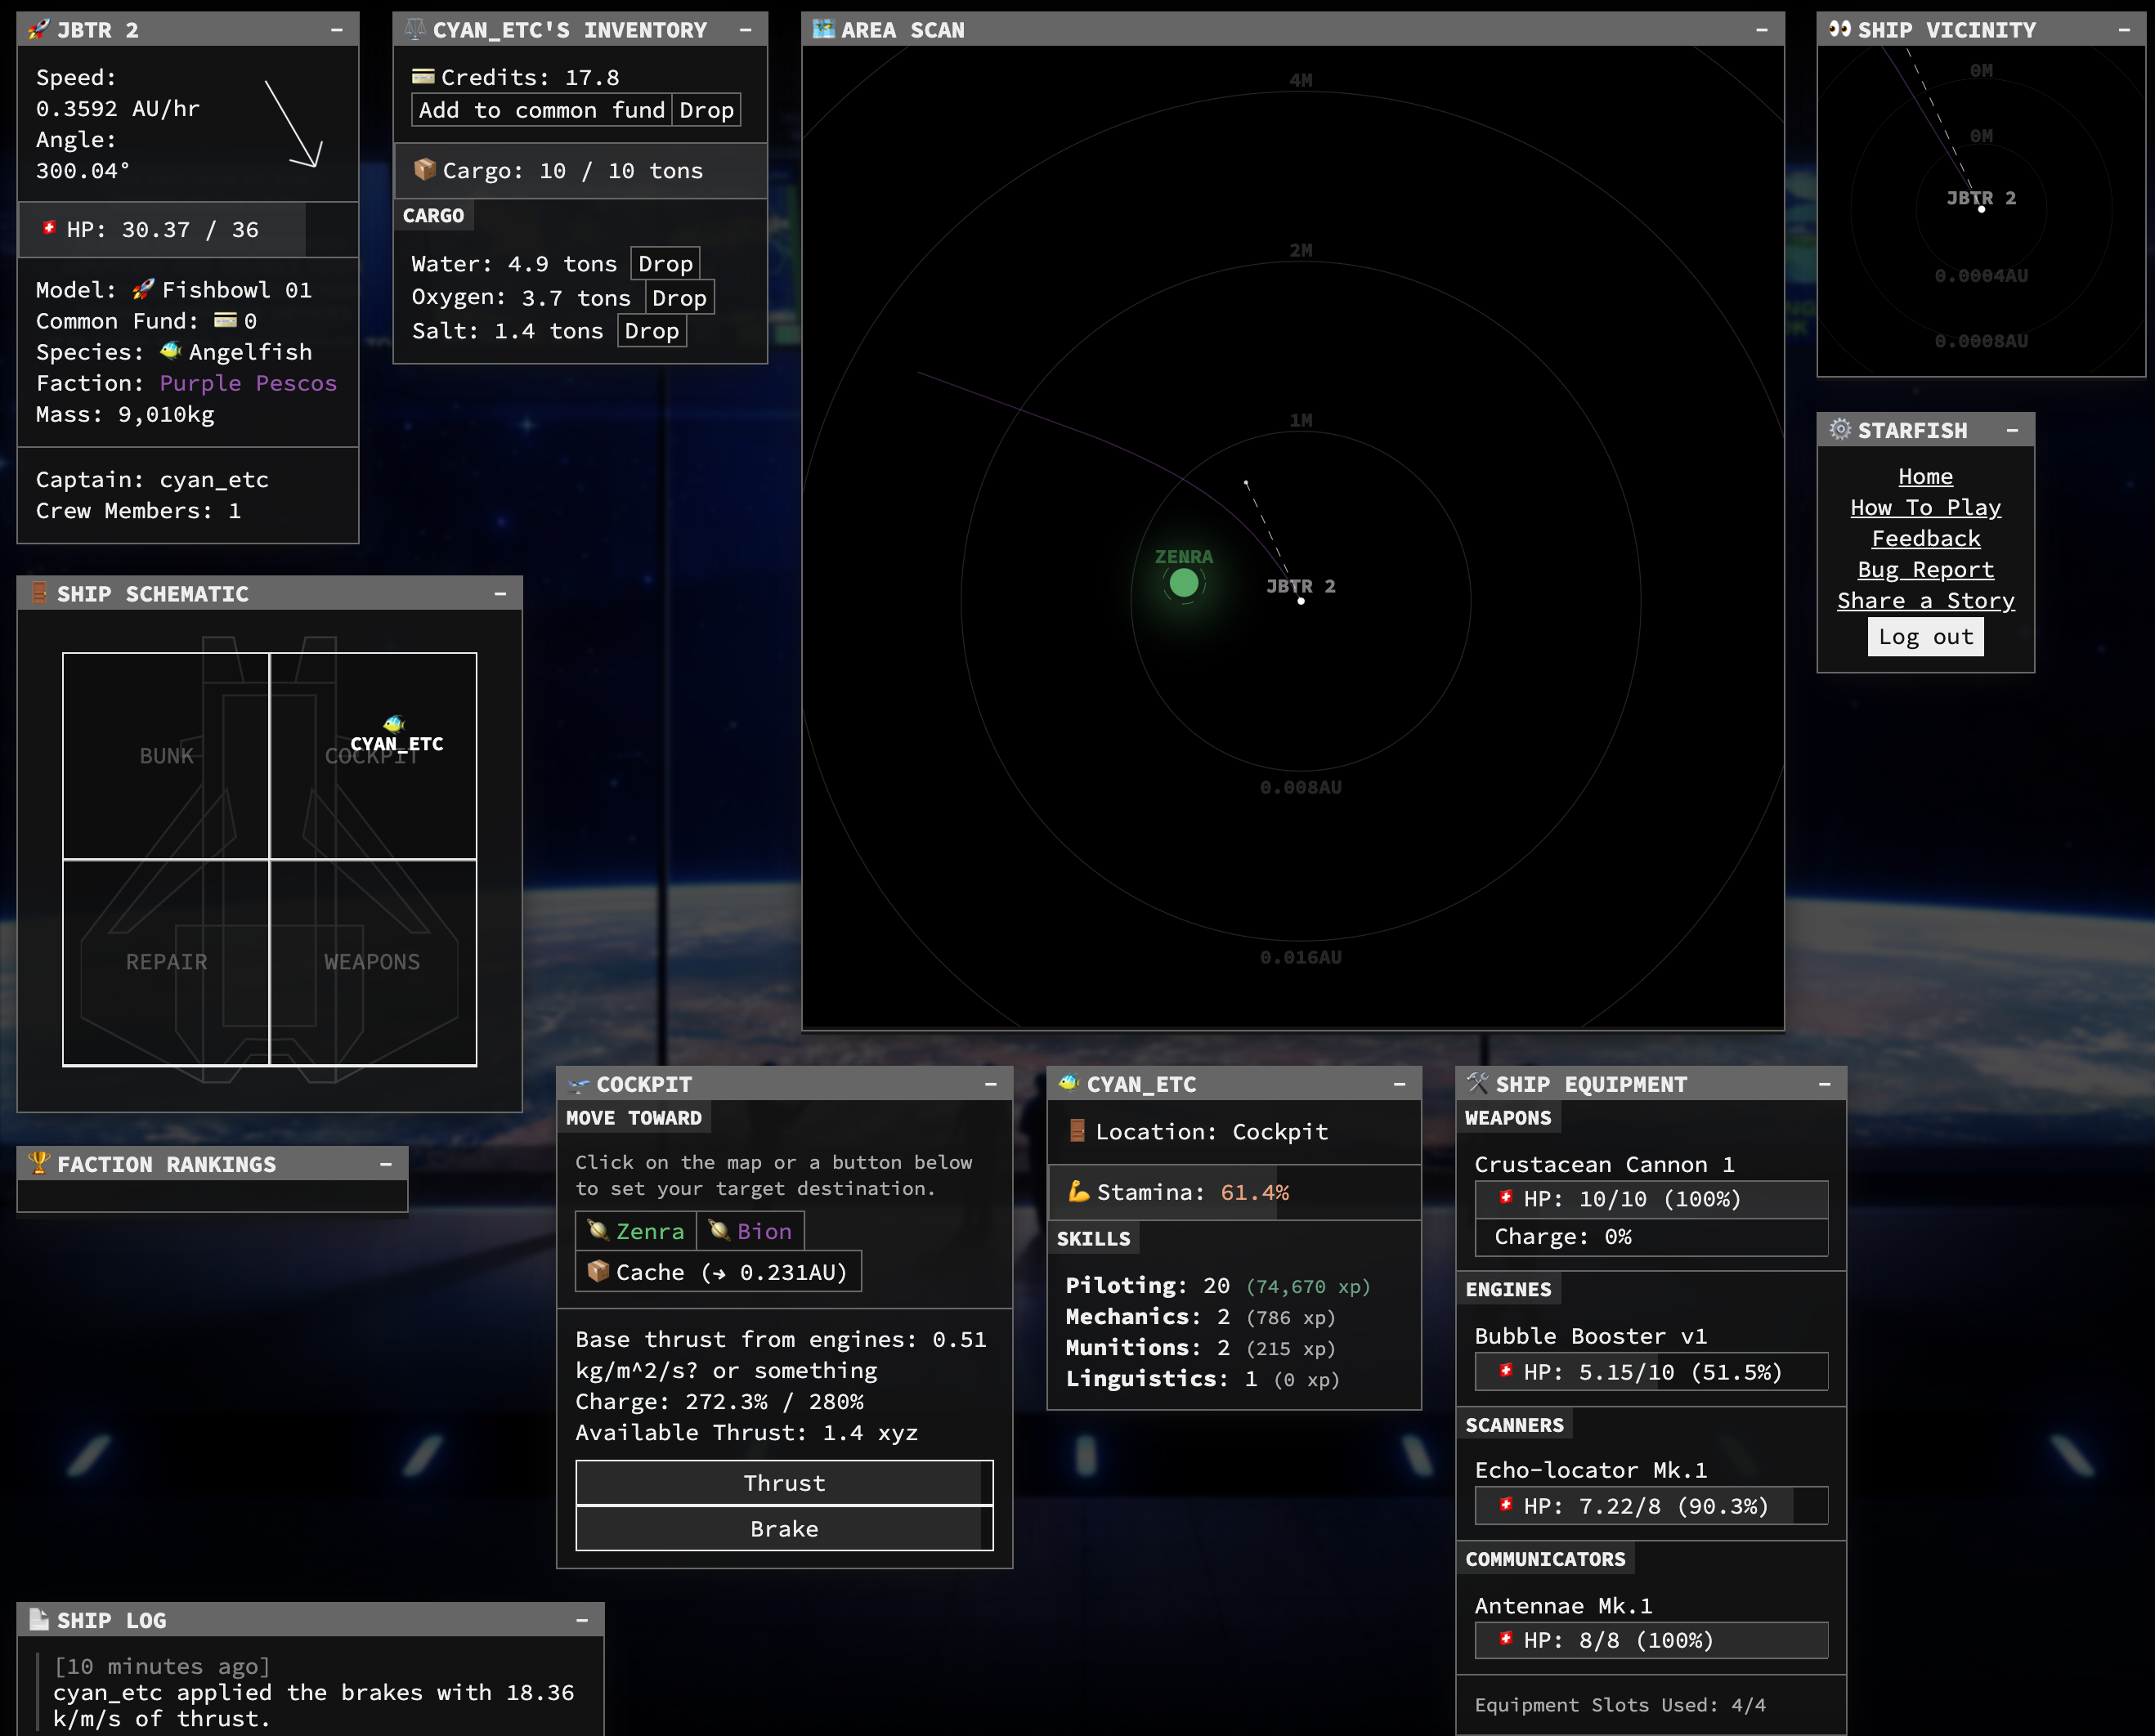 JBTR 2 −
Speed:
0.3592 AU/hr
Angle:
300.04°
HP: 30.37 / 36
Model: Fishbowl 01
Common Fund: 0
Species: Angelfish
Faction: Purple Pescos
Mass: 9,010kg
Captain: cyan_etc
Crew Members: 1
CYAN_ETC'S INVENTORY −
Credits: 17.8
Add to common fund Drop
Cargo: 10 / 10 tons
CARGO
Water: 4.9 tons Drop
Oxygen: 3.7 tons Drop
Salt: 1.4 tons Drop
AREA SCAN −
4M
2M
1M
ZENRA
JBTR 2
0.008AU
0.016AU
SHIP VICINITY −
0M
0M
JBTR 2
0.0004AU
0.0008AU
STARFISH −
Home
How To Play
Feedback
Bug Report
Share a Story
Log out
SHIP SCHEMATIC −
CYAN_ETC
BUNK COCKPIT
REPAIR WEAPONS
FACTION RANKINGS −
COCKPIT −
MOVE TOWARD
Click on the map or a button below
to set your target destination.
Zenra Bion
Cache (→ 0.231AU)
Base thrust from engines: 0.51
kg/m^2/s? or something
Charge: 272.3% / 280%
Available Thrust: 1.4 xyz
Thrust
Brake
CYAN_ETC −
Location: Cockpit
Stamina: 61.4%
SKILLS
Piloting: 20 (74,670 xp)
Mechanics: 2 (786 xp)
Munitions: 2 (215 xp)
Linguistics: 1 (0 xp)
SHIP EQUIPMENT −
WEAPONS
Crustacean Cannon 1
HP: 10/10 (100%)
Charge: 0%
ENGINES
Bubble Booster v1
HP: 5.15/10 (51.5%)
SCANNERS
Echo-locator Mk.1
HP: 7.22/8 (90.3%)
COMMUNICATORS
Antennae Mk.1
HP: 8/8 (100%)
Equipment Slots Used: 4/4
SHIP LOG −
[10 minutes ago]
cyan_etc applied the brakes with 18.36
k/m/s of thrust.